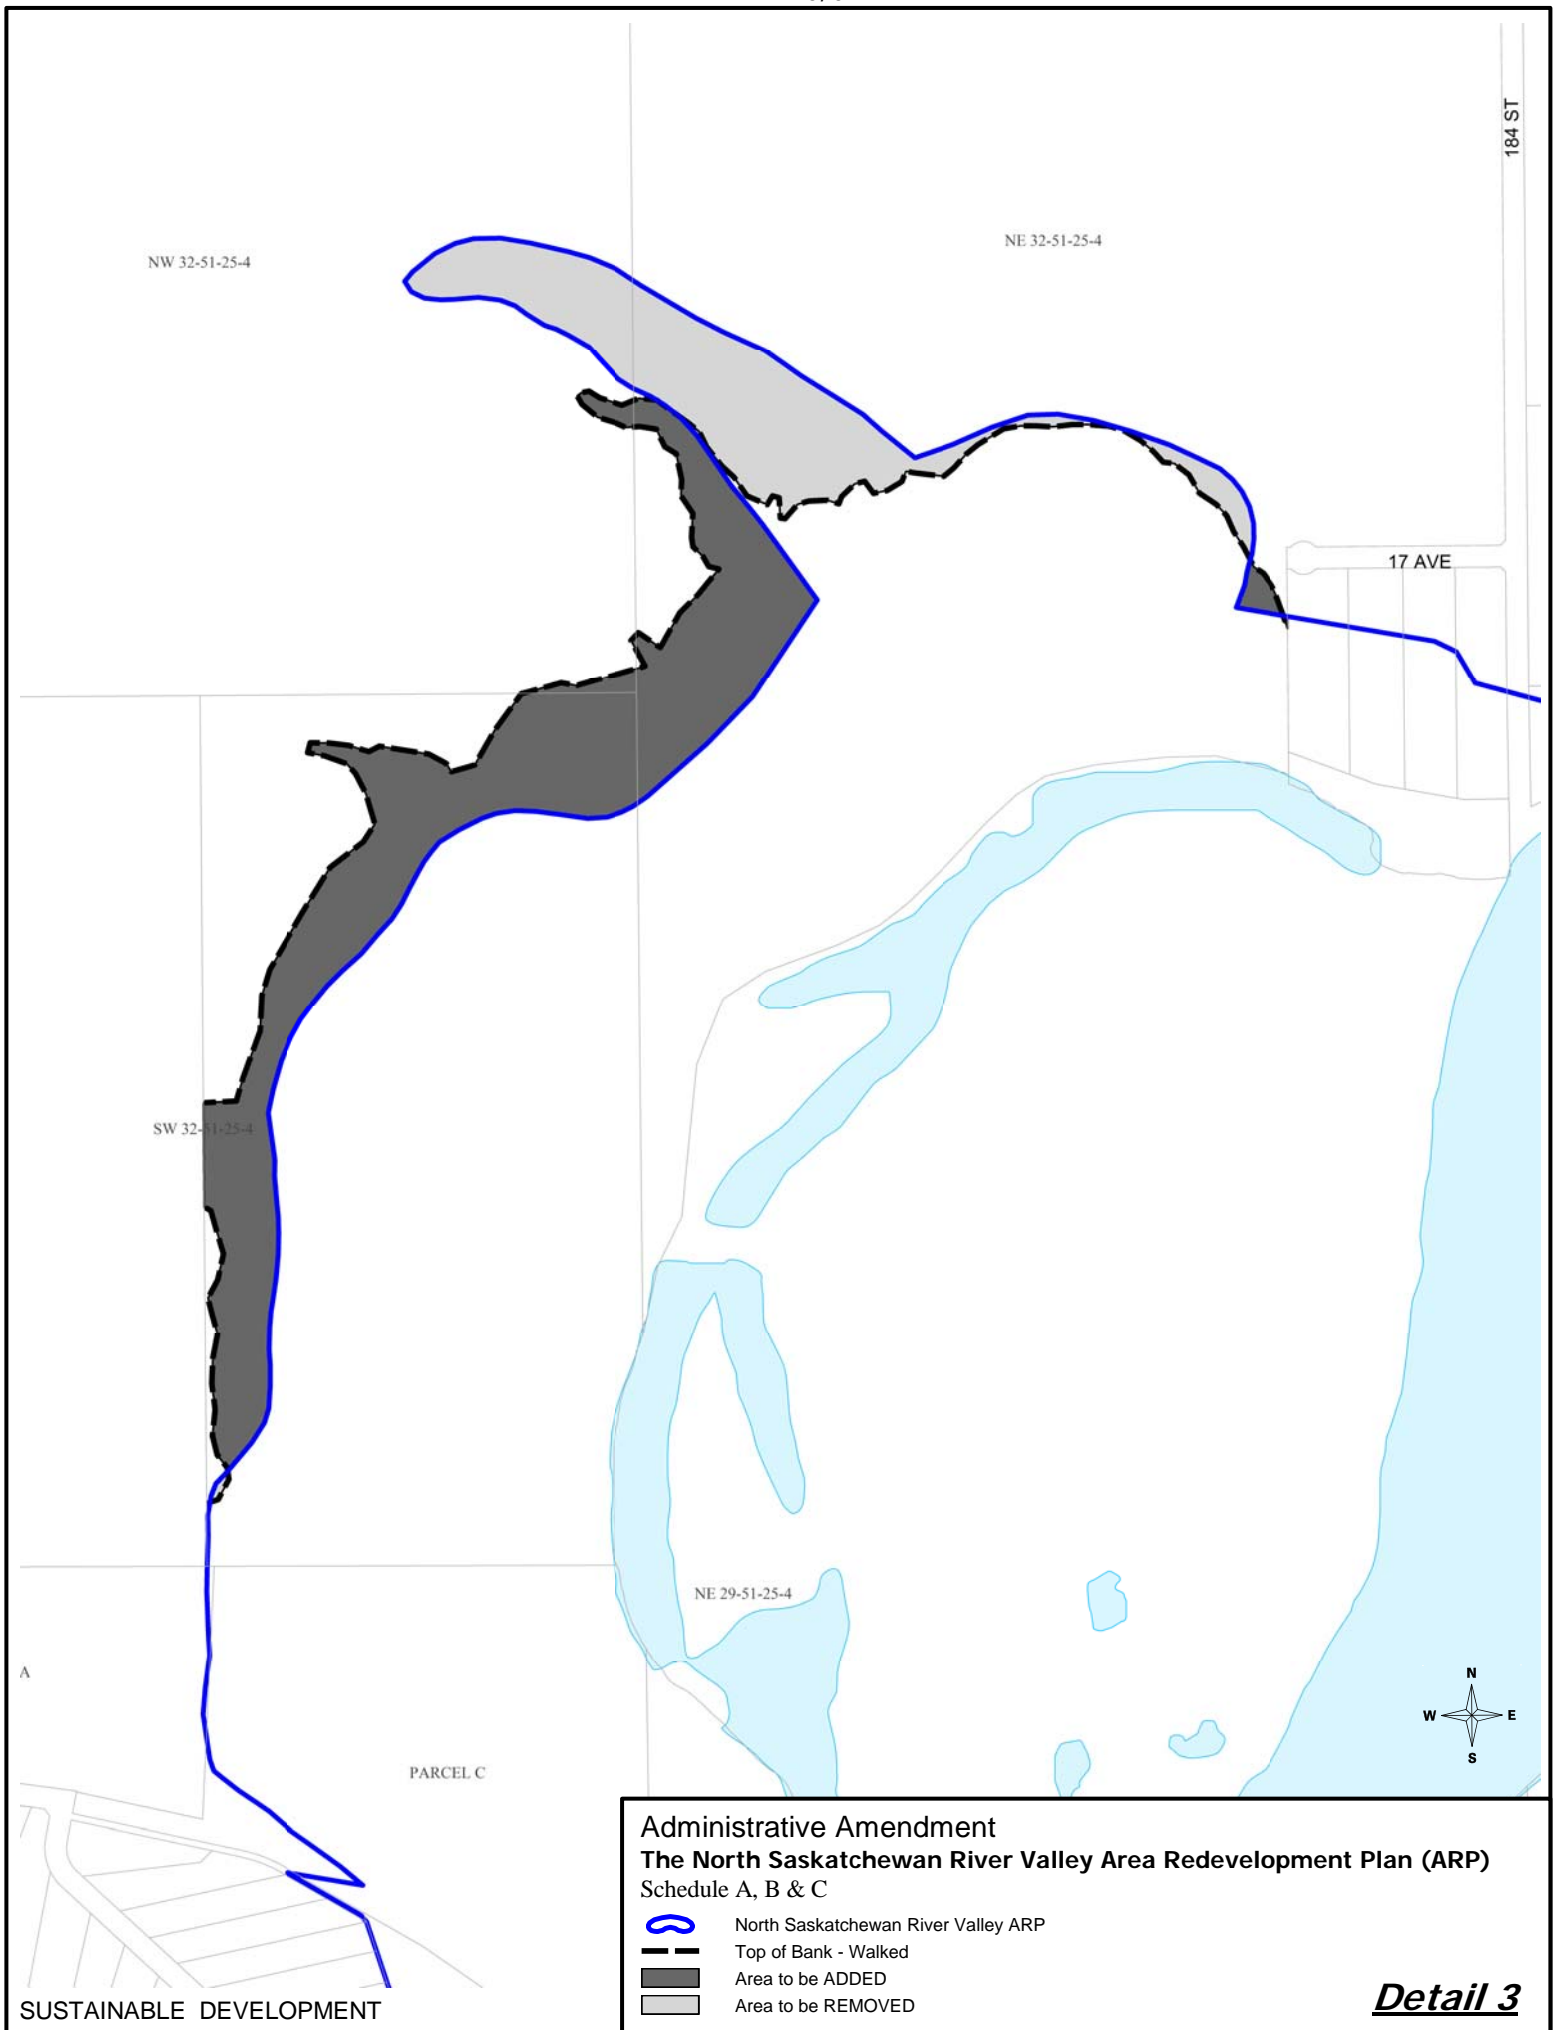 184 ST
NE 32-51-25-4
NW 32-51-25-4
17 AVE
SW 32-51-25-4
NE 29-51-25-4
A
N
W
E
S
PARCEL C
Administrative Amendment
The North Saskatchewan River Valley Area Redevelopment Plan (ARP)
Schedule A, B & C
North Saskatchewan River Valley ARP
Top of Bank - Walked
Area to be ADDED
Area to be REMOVED
Detail 3
SUSTAINABLE DEVELOPMENT